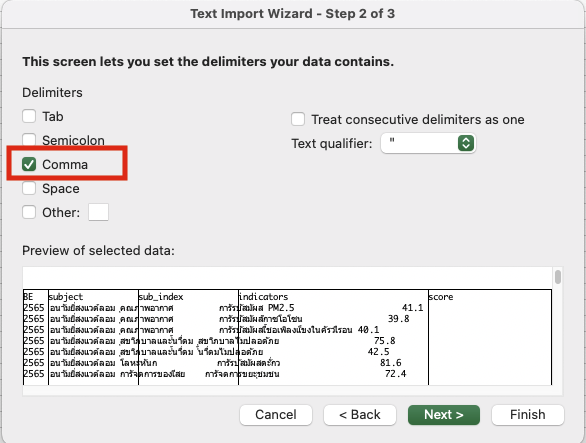 Text Import Wizard - Step 2 of 3
This screen lets you set the delimiters your data contains.
Delimiters
Tab
Semicolon
Comma
Space
Other:
Treat consecutive delimiters as one
Text qualifier: "
Preview of selected data:
BE subject sub_index indicators score
2565 อนามัยสิ่งแวดล้อม คุณภาพอากาศ การรับสัมผัส PM2.5 41.1
2565 อนามัยสิ่งแวดล้อม คุณภาพอากาศ การรับสัมผัสก๊าซโอโซน 39.8
2565 อนามัยสิ่งแวดล้อม คุณภาพอากาศ การรับสัมผัสเชื้อเพลิงแข็งในครัวเรือน 40.1
2565 อนามัยสิ่งแวดล้อม สุขาภิบาลและน้ำดื่ม สุขาภิบาลไม่ปลอดภัย 75.8
2565 อนามัยสิ่งแวดล้อม สุขาภิบาลและน้ำดื่ม น้ำดื่มไม่ปลอดภัย 42.5
2565 อนามัยสิ่งแวดล้อม โลหะหนัก การรับสัมผัสตะกั่ว 81.6
2565 อนามัยสิ่งแวดล้อม การจัดการของเสีย การจัดการขยะชุมชน 72.4
Cancel < Back Next > Finish